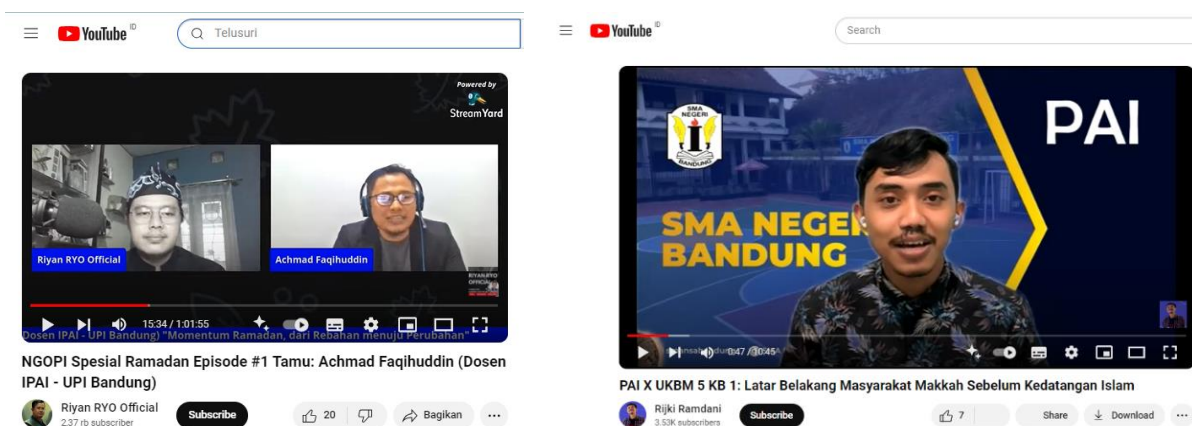 YouTube ID
Telusuri
Powered by
StreamYard
Riyan RYO Official
Achmad Faqihuddin
RIYAN RYO
OFFICIAL
15:34 / 1:01:55
Dosen IPAI - UPI Bandung) "Momentum Ramadan, dari Rebahan menuju Perubahan"
NGOPI Spesial Ramadan Episode #1 Tamu: Achmad Faqihuddin (Dosen
IPAI - UPI Bandung)
Riyan RYO Official
2.37 rb subscriber
Subscribe
20
Bagikan
YouTube ID
Search
SMA
NEGERI
BANDUNG
PAI
SMA NEGE
BANDUNG
0:47 / 10:45
PAI X UKBM 5 KB 1: Latar Belakang Masyarakat Makkah Sebelum Kedatangan Islam
Rijki Ramdani
3.53K subscribers
Subscribe
7
Share
Download